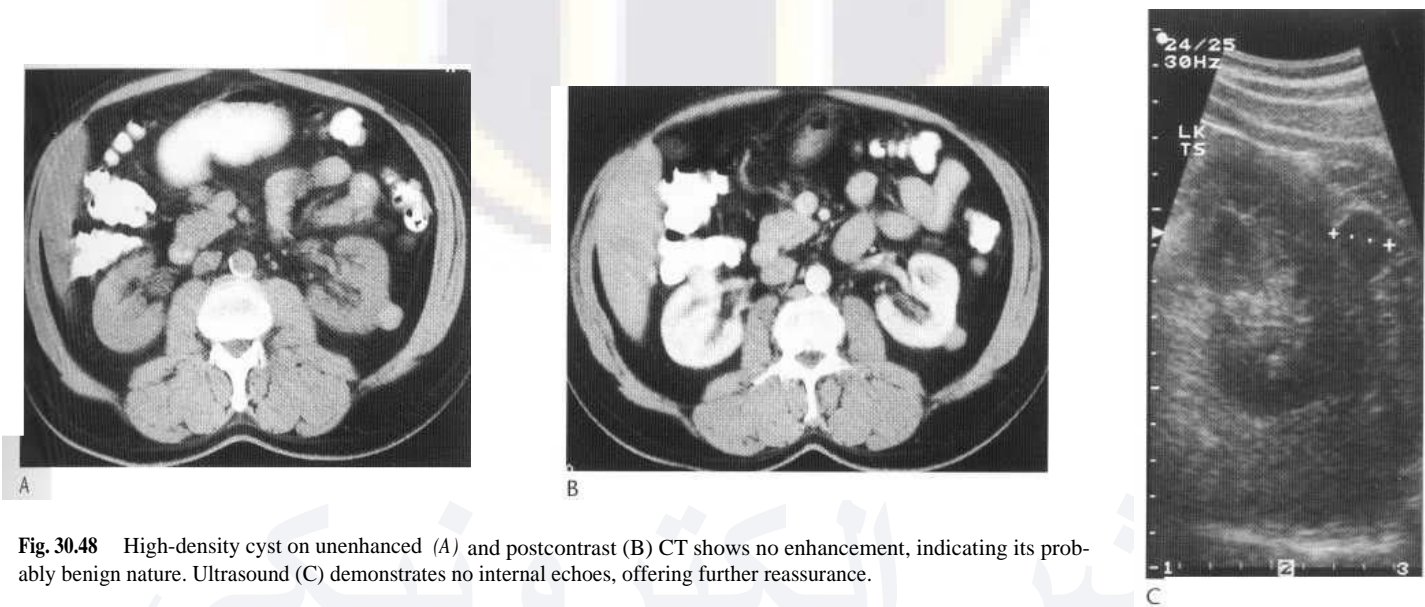 24/25
30Hz
LK
TS
1 2 3
A
B
C
Fig. 30.48 High-density cyst on unenhanced (A) and postcontrast (B) CT shows no enhancement, indicating its prob-
ably benign nature. Ultrasound (C) demonstrates no internal echoes, offering further reassurance.